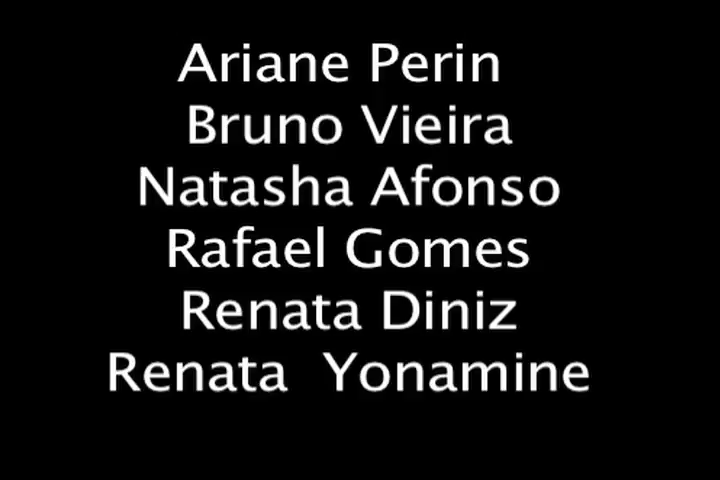 Ariane Perin
Bruno Vieira
Natasha Afonso
Rafael Gomes
Renata Diniz
Renata  Yonamine